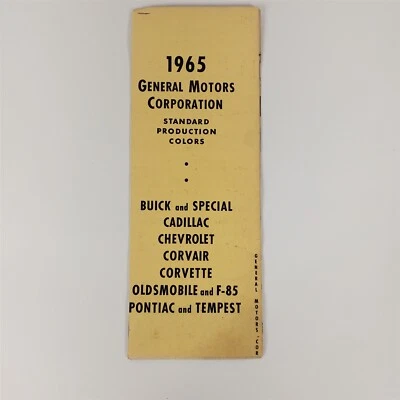 1965
GENERAL MOTORS
CORPORATION
STANDARD
PRODUCTION
COLORS
BUICK and SPECIAL
CADILLAC
CHEVROLET
CORVAIR
CORVETTE
OLDSMOBILE and F-85
PONTIAC and TEMPEST
GENERAL MOTORS COR